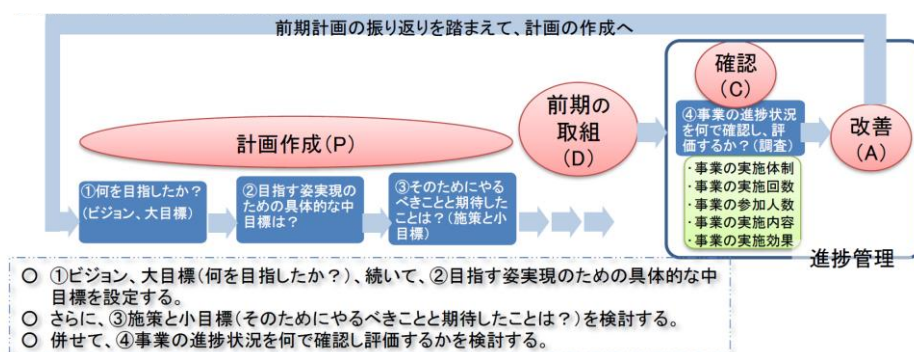 前期計画の振り返りを踏まえて、計画の作成へ
計画作成(P)
前期の
取組
(D)
確認
(C)
改善
(A)
①何を目指したか?
(ビジョン、大目標)
②目指す姿実現の
ための具体的な中
目標は?
③そのためにやる
べきことと期待した
ことは?(施策と小
目標)
④事業の進捗状況
を何で確認し、評
価するか?(調査)
・事業の実施体制
・事業の実施回数
・事業の参加人数
・事業の実施内容
・事業の実施効果
進捗管理
○ ①ビジョン、大目標(何を目指したか?)、続いて、②目指す姿実現のための具体的な中
目標を設定する。
○ さらに、③施策と小目標(そのためにやるべきことと期待したことは?)を検討する。
○ 併せて、④事業の進捗状況を何で確認し評価するかを検討する。